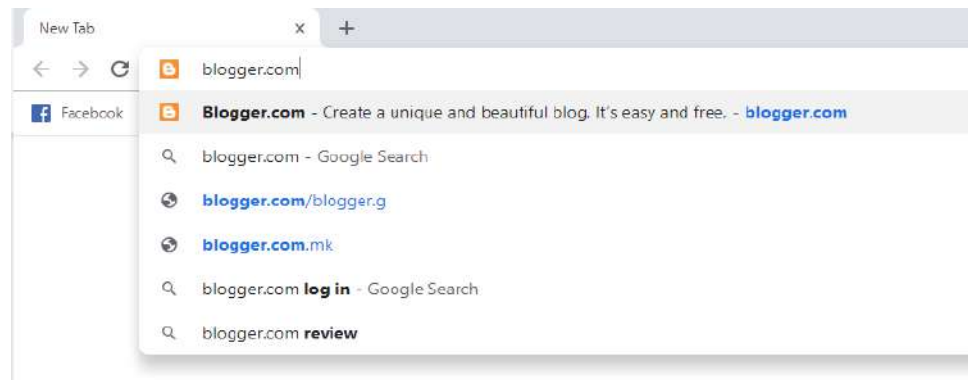 New Tab
blogger.com
Facebook
Blogger.com - Create a unique and beautiful blog. It's easy and free. - blogger.com
blogger.com - Google Search
blogger.com/blogger.g
blogger.com.mk
blogger.com log in - Google Search
blogger.com review